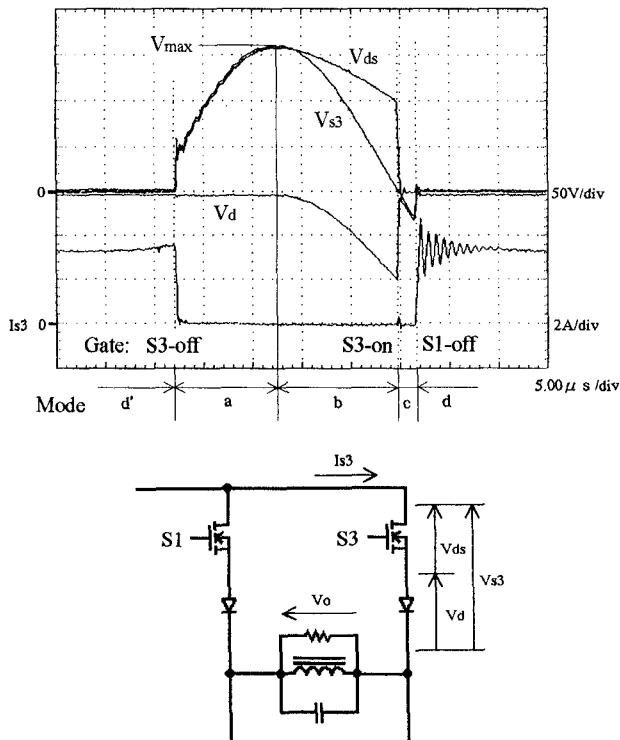 Vmax
Vds
Vs3
0
50V/div
Vd
Is3 0
2A/div
Gate: S3-off S3-on S1-off
5.00μ s/div
Mode d' a b c d
Is3
S1
S3
Vds
Vs3
Vd
Vo